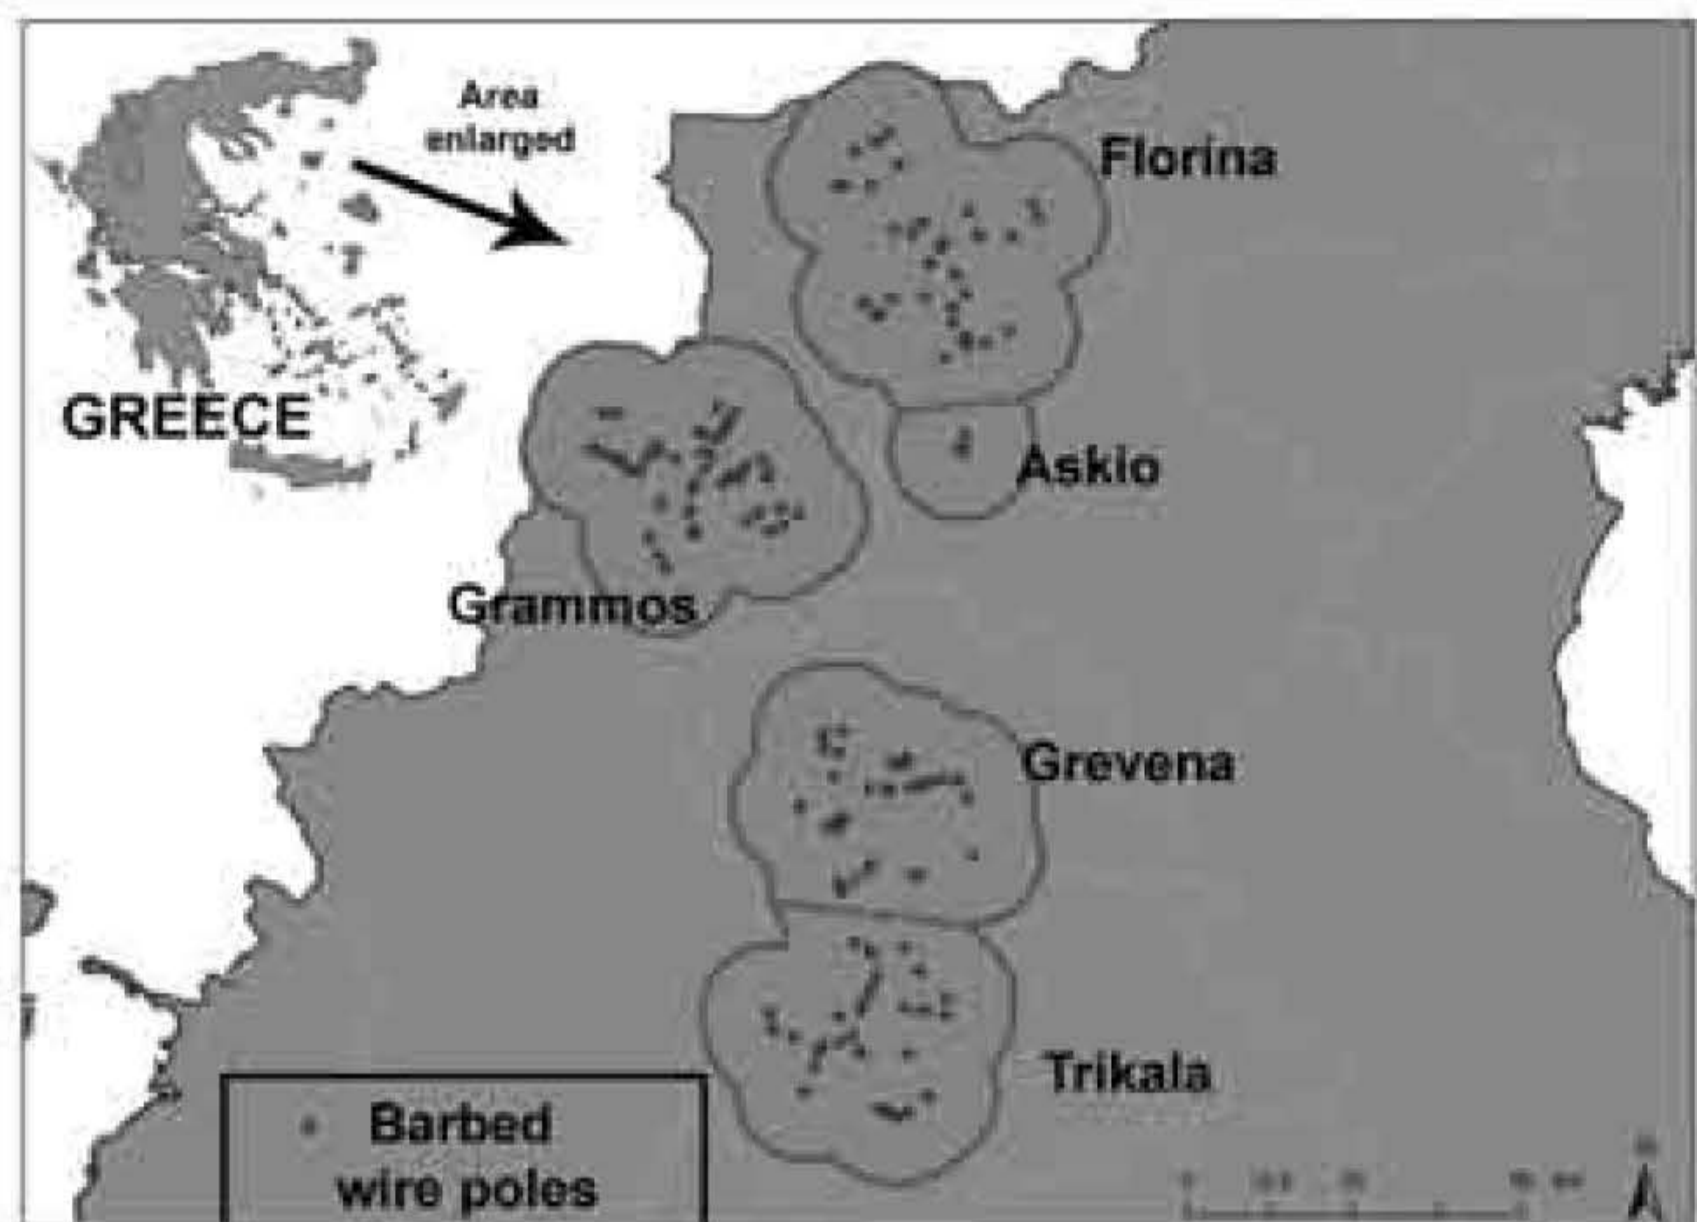 Area
enlarged
Florina
GREECE
Askio
Grammos
Grevena
Trikala
Barbed
wire poles